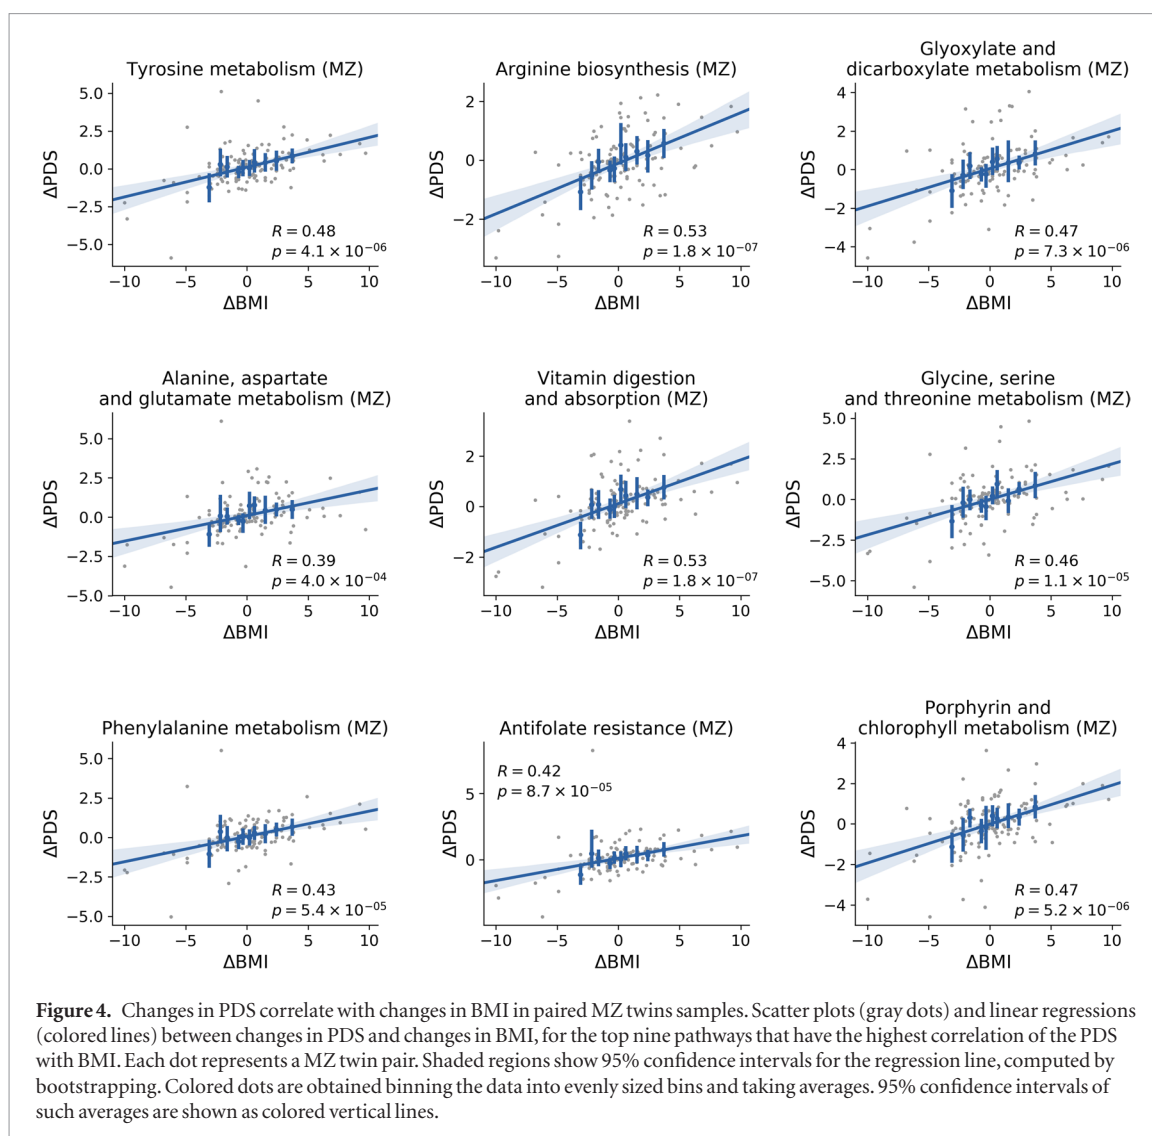 Tyrosine metabolism (MZ)
5.0
2.5
0.0
−2.5
−5.0
ΔPDS
R = 0.48
p = 4.1 × 10⁻⁰⁶
−10 −5 0 5 10
ΔBMI
Arginine biosynthesis (MZ)
2
0
−2
ΔPDS
R = 0.53
p = 1.8 × 10⁻⁰⁷
−10 −5 0 5 10
ΔBMI
Glyoxylate and
dicarboxylate metabolism (MZ)
4
2
0
−2
−4
ΔPDS
R = 0.47
p = 7.3 × 10⁻⁰⁶
−10 −5 0 5 10
ΔBMI
Alanine, aspartate
and glutamate metabolism (MZ)
5.0
2.5
0.0
−2.5
−5.0
ΔPDS
R = 0.39
p = 4.0 × 10⁻⁰⁴
−10 −5 0 5 10
ΔBMI
Vitamin digestion
and absorption (MZ)
2
0
−2
ΔPDS
R = 0.53
p = 1.8 × 10⁻⁰⁷
−10 −5 0 5 10
ΔBMI
Glycine, serine
and threonine metabolism (MZ)
5.0
2.5
0.0
−2.5
−5.0
ΔPDS
R = 0.46
p = 1.1 × 10⁻⁰⁵
−10 −5 0 5 10
ΔBMI
Phenylalanine metabolism (MZ)
5.0
2.5
0.0
−2.5
−5.0
ΔPDS
R = 0.43
p = 5.4 × 10⁻⁰⁵
−10 −5 0 5 10
ΔBMI
Antifolate resistance (MZ)
R = 0.42
p = 8.7 × 10⁻⁰⁵
5
0
ΔPDS
−10 −5 0 5 10
ΔBMI
Porphyrin and
chlorophyll metabolism (MZ)
4
2
0
−2
−4
ΔPDS
R = 0.47
p = 5.2 × 10⁻⁰⁶
−10 −5 0 5 10
ΔBMI
Figure 4. Changes in PDS correlate with changes in BMI in paired MZ twins samples. Scatter plots (gray dots) and linear regressions
(colored lines) between changes in PDS and changes in BMI, for the top nine pathways that have the highest correlation of the PDS
with BMI. Each dot represents a MZ twin pair. Shaded regions show 95% confidence intervals for the regression line, computed by
bootstrapping. Colored dots are obtained binning the data into evenly sized bins and taking averages. 95% confidence intervals of
such averages are shown as colored vertical lines.